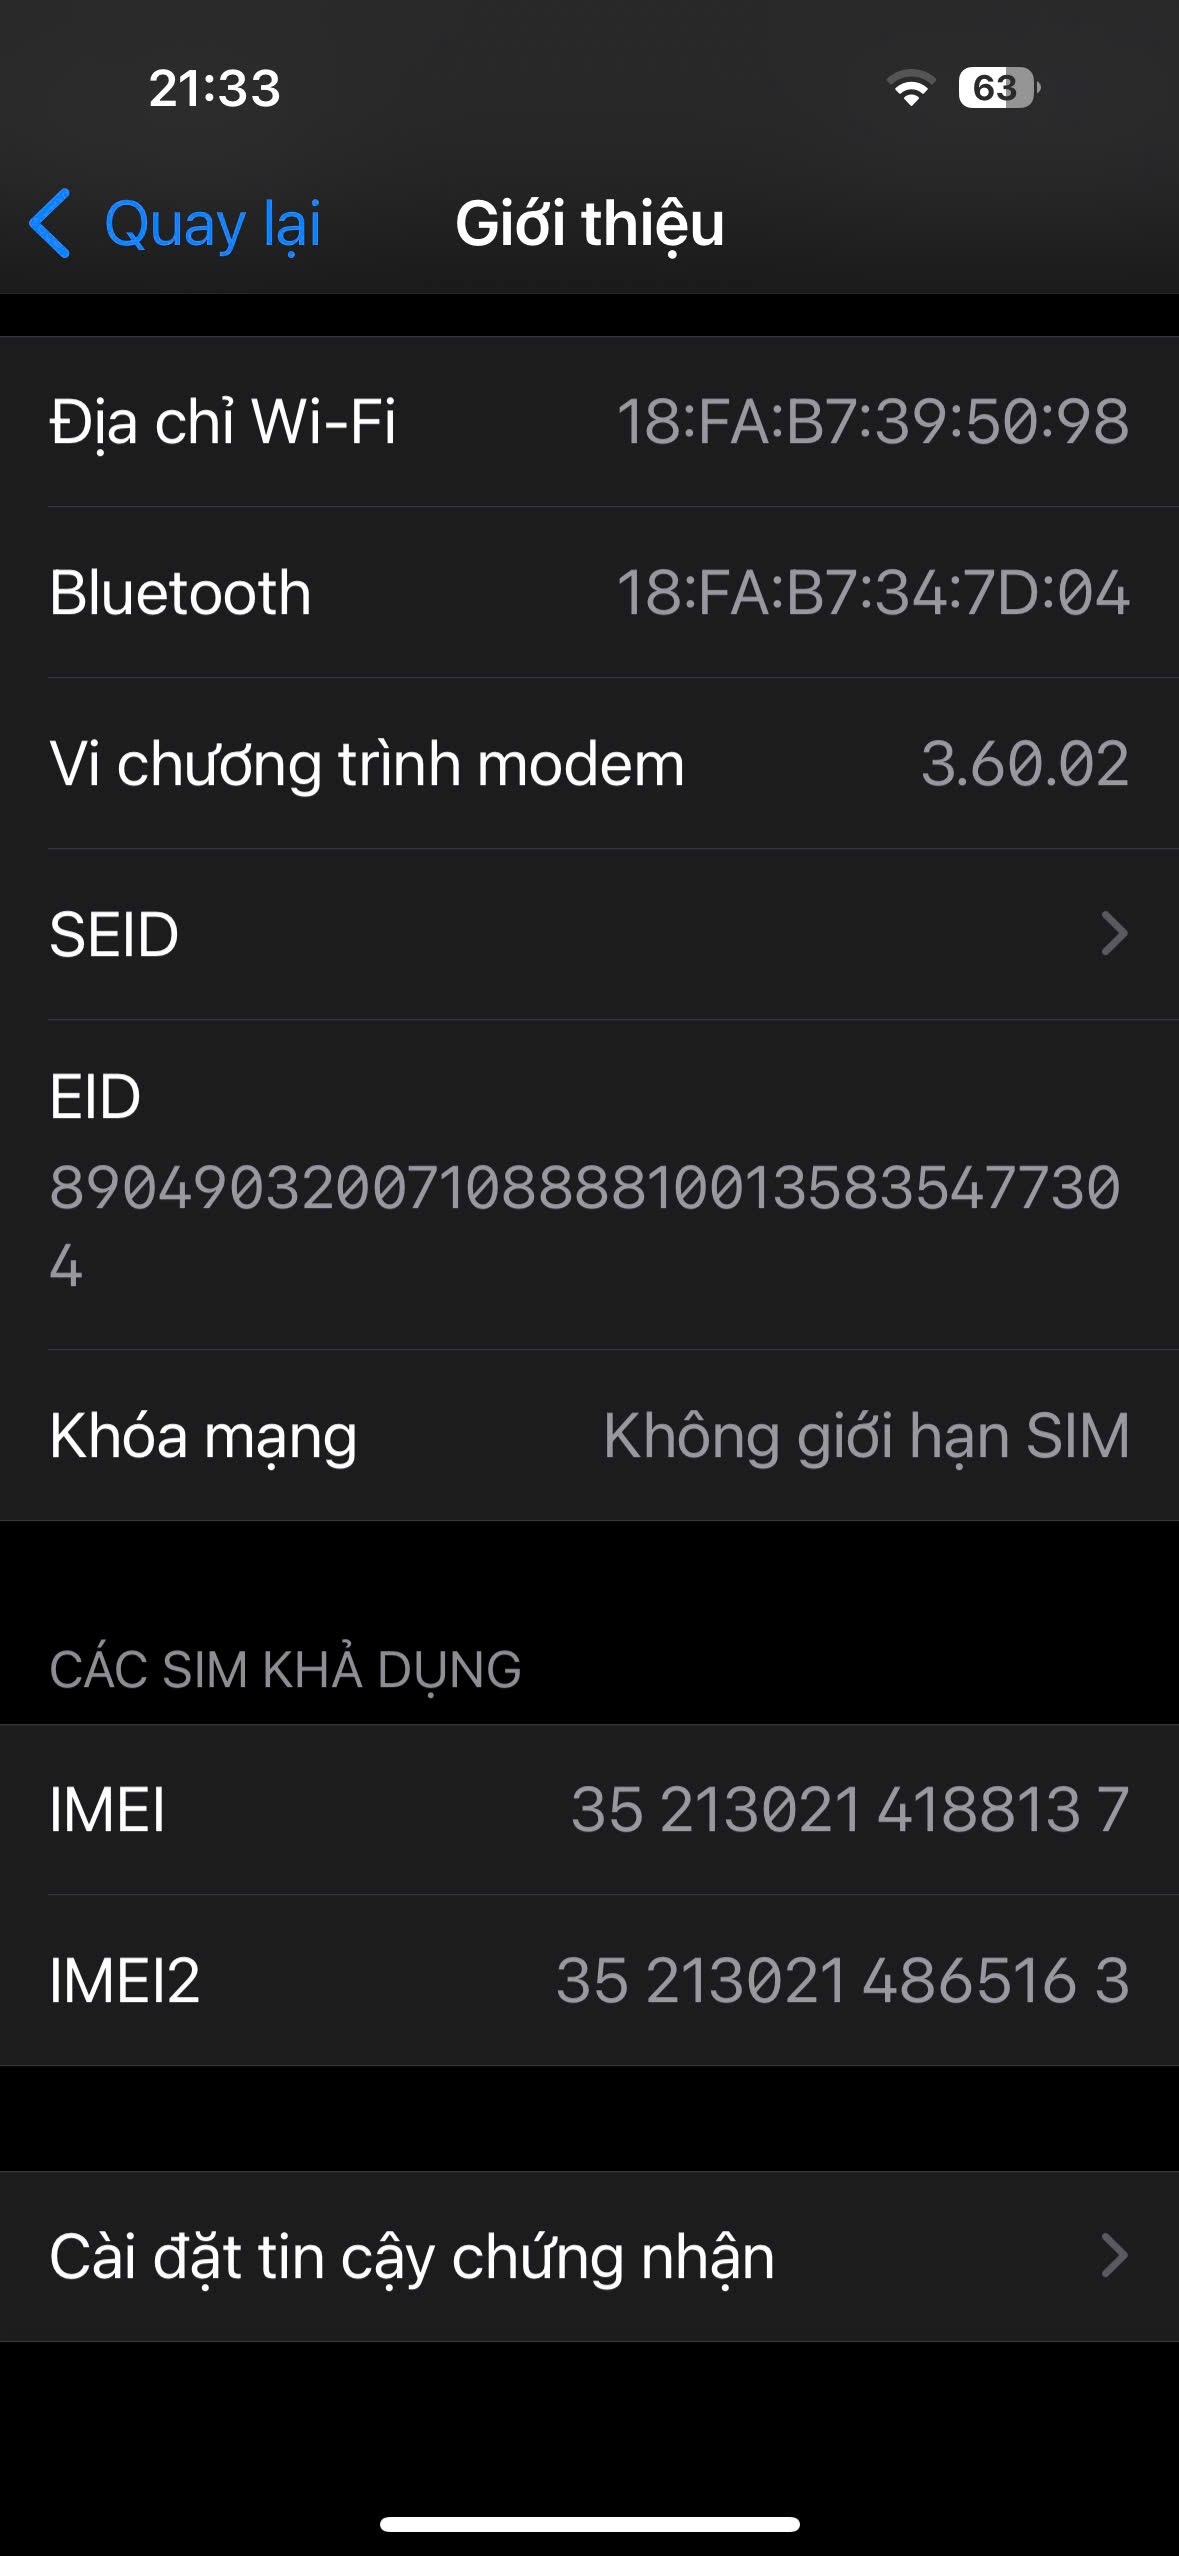 21:33
63
Quay lại
Giới thiệu
Địa chỉ Wi-Fi 18:FA:B7:39:50:98
Bluetooth 18:FA:B7:34:7D:04
Vi chương trình modem 3.60.02
SEID
EID
8904903200710888810013583547730
4
Khóa mạng Không giới hạn SIM
CÁC SIM KHẢ DỤNG
IMEI 35 213021 418813 7
IMEI2 35 213021 486516 3
Cài đặt tin cậy chứng nhận